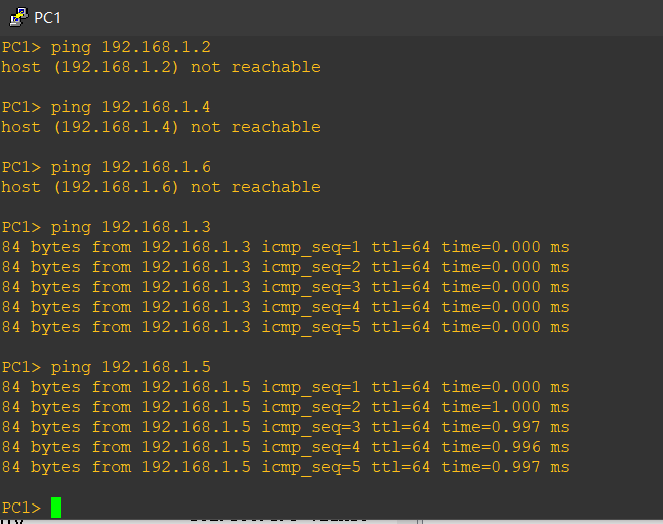 PC1
PC1> ping 192.168.1.2
host (192.168.1.2) not reachable
PC1> ping 192.168.1.4
host (192.168.1.4) not reachable
PC1> ping 192.168.1.6
host (192.168.1.6) not reachable
PC1> ping 192.168.1.3
84 bytes from 192.168.1.3 icmp_seq=1 ttl=64 time=0.000 ms
84 bytes from 192.168.1.3 icmp_seq=2 ttl=64 time=0.000 ms
84 bytes from 192.168.1.3 icmp_seq=3 ttl=64 time=0.000 ms
84 bytes from 192.168.1.3 icmp_seq=4 ttl=64 time=0.000 ms
84 bytes from 192.168.1.3 icmp_seq=5 ttl=64 time=0.000 ms
PC1> ping 192.168.1.5
84 bytes from 192.168.1.5 icmp_seq=1 ttl=64 time=0.000 ms
84 bytes from 192.168.1.5 icmp_seq=2 ttl=64 time=1.000 ms
84 bytes from 192.168.1.5 icmp_seq=3 ttl=64 time=0.997 ms
84 bytes from 192.168.1.5 icmp_seq=4 ttl=64 time=0.996 ms
84 bytes from 192.168.1.5 icmp_seq=5 ttl=64 time=0.997 ms
PC1>